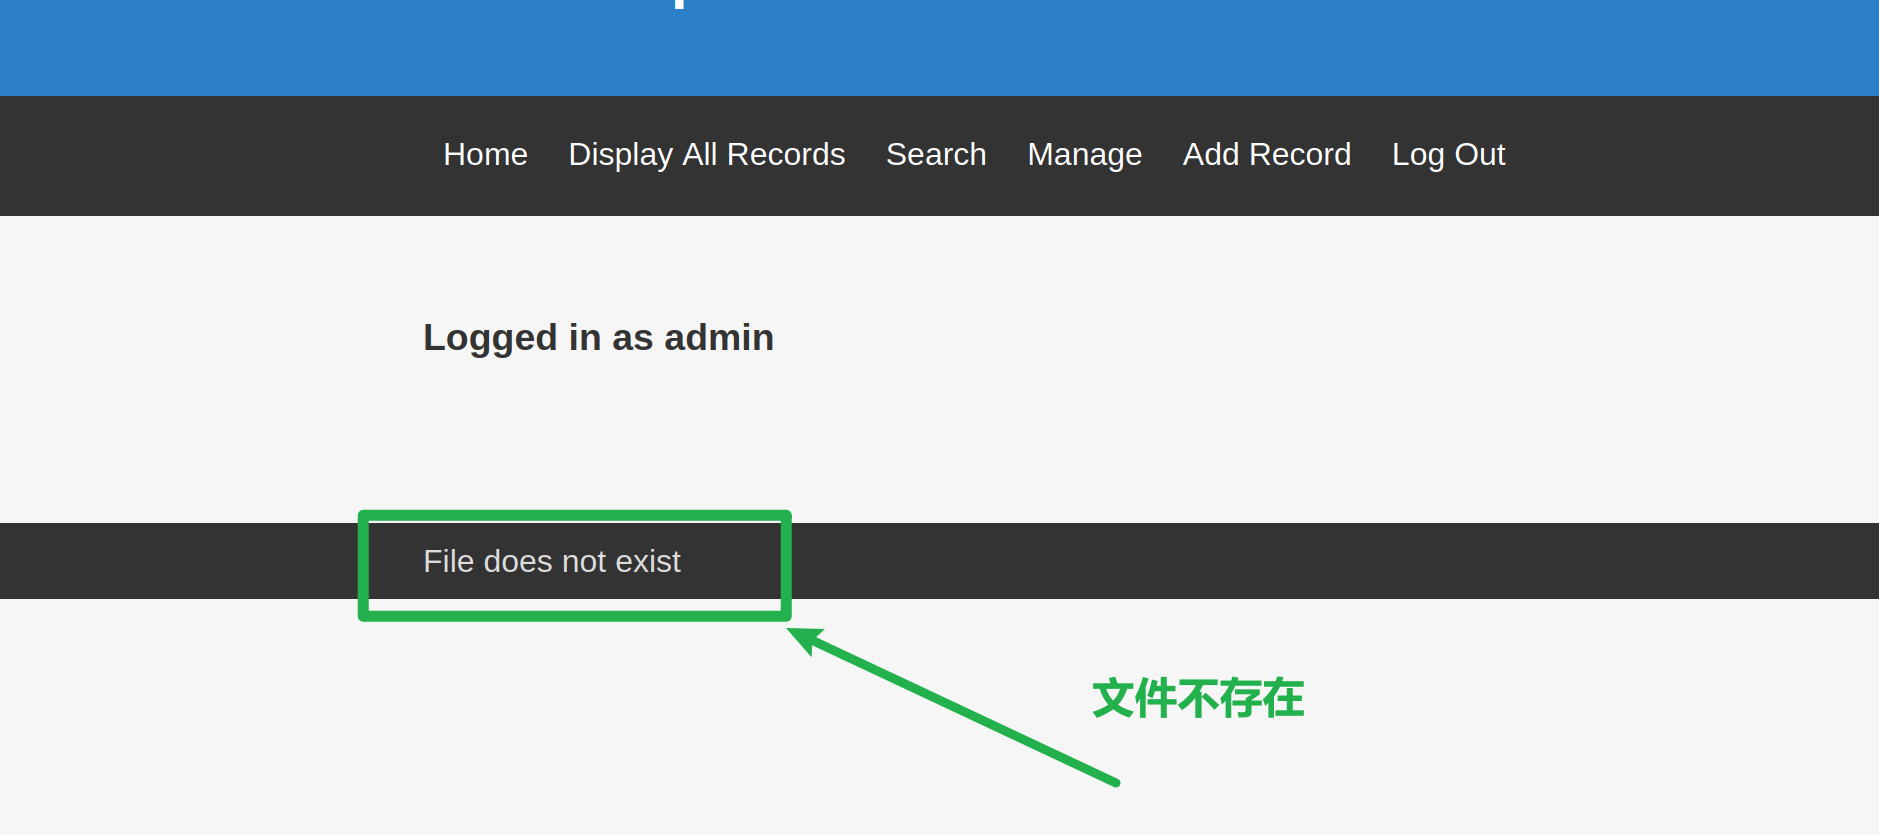 Home Display All Records Search Manage Add Record Log Out
Logged in as admin
File does not exist
文件不存在